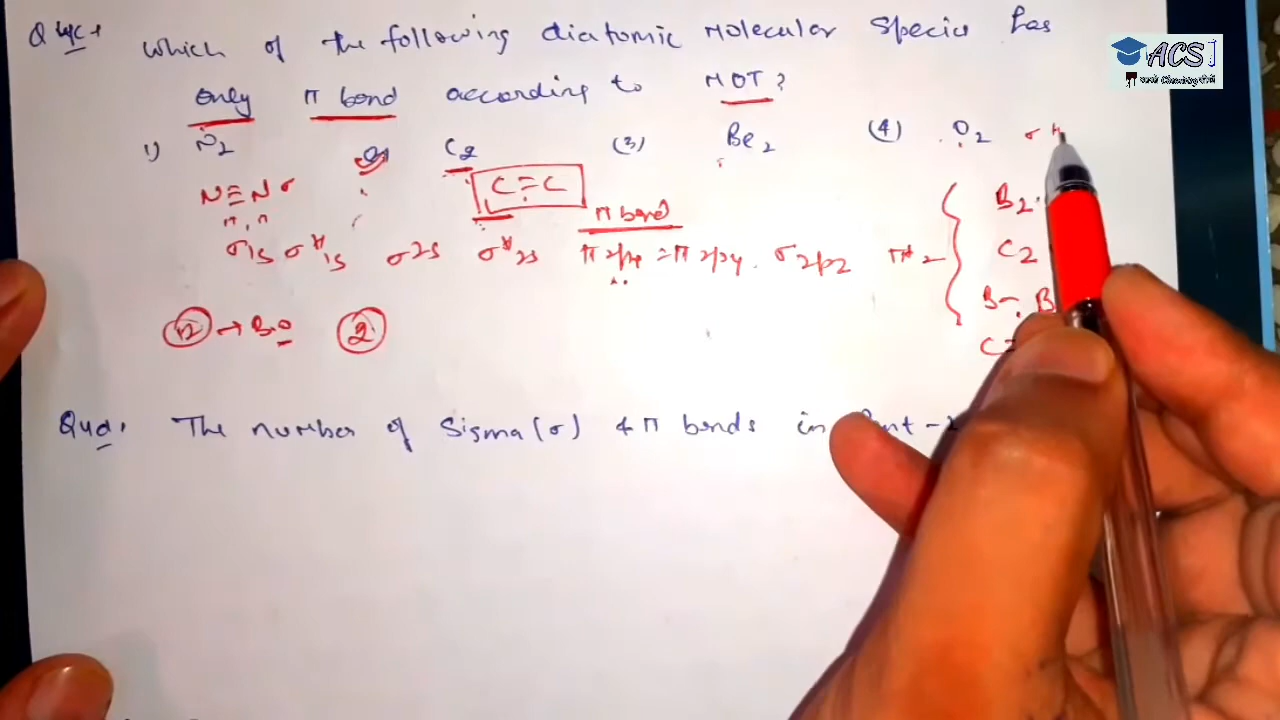 Which of the following diatomic Molecular Species has
only π bond according to MOT?
1) N2 C2 (3) Be2 (4) O2 σ
N≡N σ C=C
π, π π bond B2
σ1s σ*1s σ2s σ*2s π2px =π2py σ2pz π*2 C2
12 → B.O 2
The number of Sigma(σ) & π bonds in
ACS